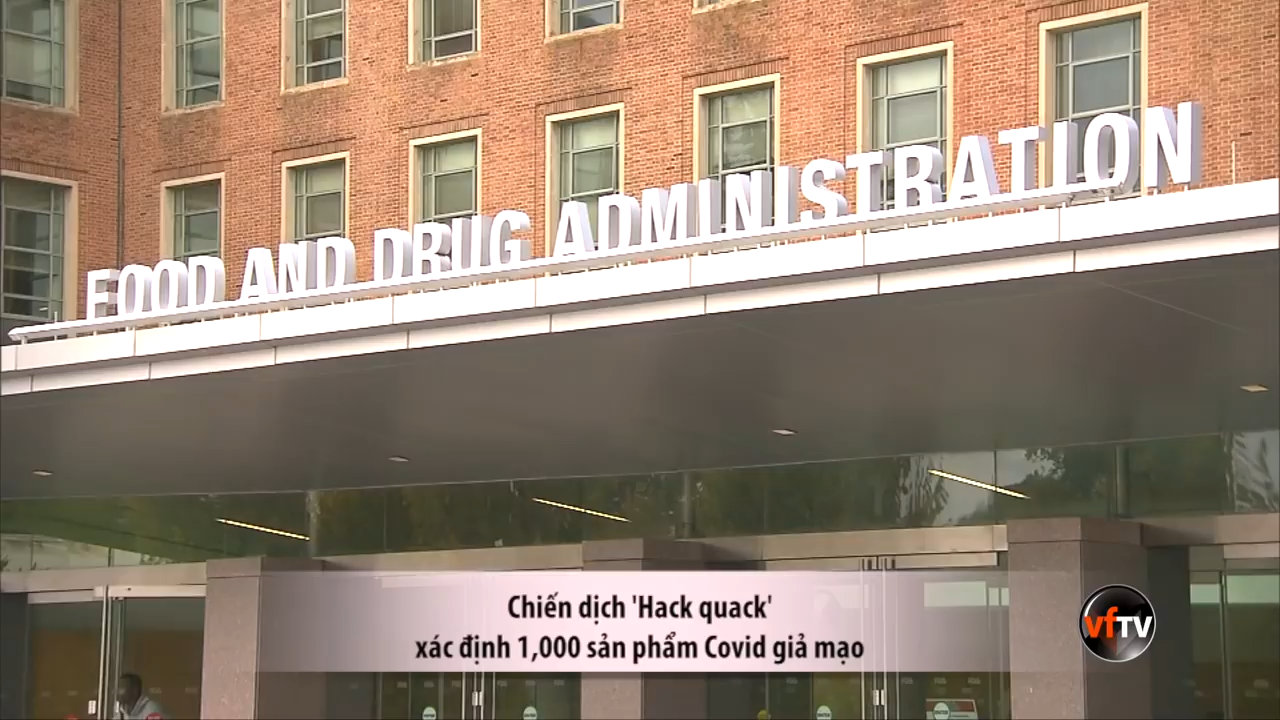 FOOD AND DRUG ADMINISTRATION
Chiến dịch 'Hack quack'
xác định 1,000 sản phẩm Covid giả mạo
vfTV